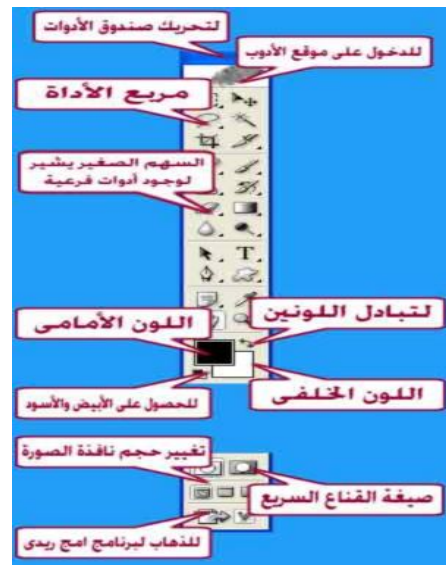 لتحريك صندوق الأدوات
للدخول على موقع الأدوب
مربع الأداة
السهم الصغير يشير
لوجود أدوات فرعية
لتبادل اللونين
اللون الأمامى
اللون الخلفى
للحصول على الأبيض والأسود
تغيير حجم نافذة الصورة
صيغة القناع السريع
للذهاب لبرنامج امج ريدى